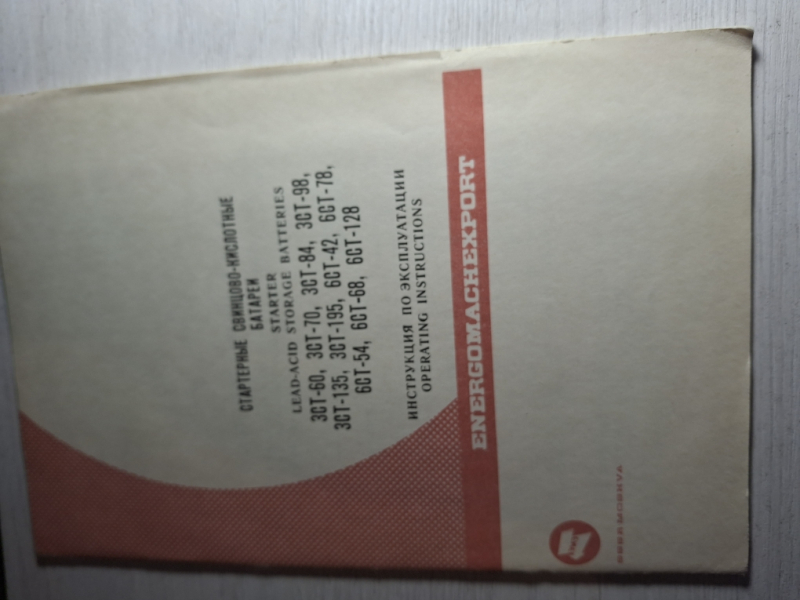 СТАРТЕРНЫЕ СВИНЦОВО-КИСЛОТНЫЕ
БАТАРЕИ
STARTER
LEAD-ACID STORAGE BATTERIES
3СТ-60, 3СТ-70, 3СТ-84, 3СТ-98,
3СТ-135, 3СТ-195, 6СТ-42, 6СТ-78,
6СТ-54, 6СТ-68, 6СТ-128
ИНСТРУКЦИЯ ПО ЭКСПЛУАТАЦИИ
OPERATING INSTRUCTIONS
ENERGOMACHEXPORT